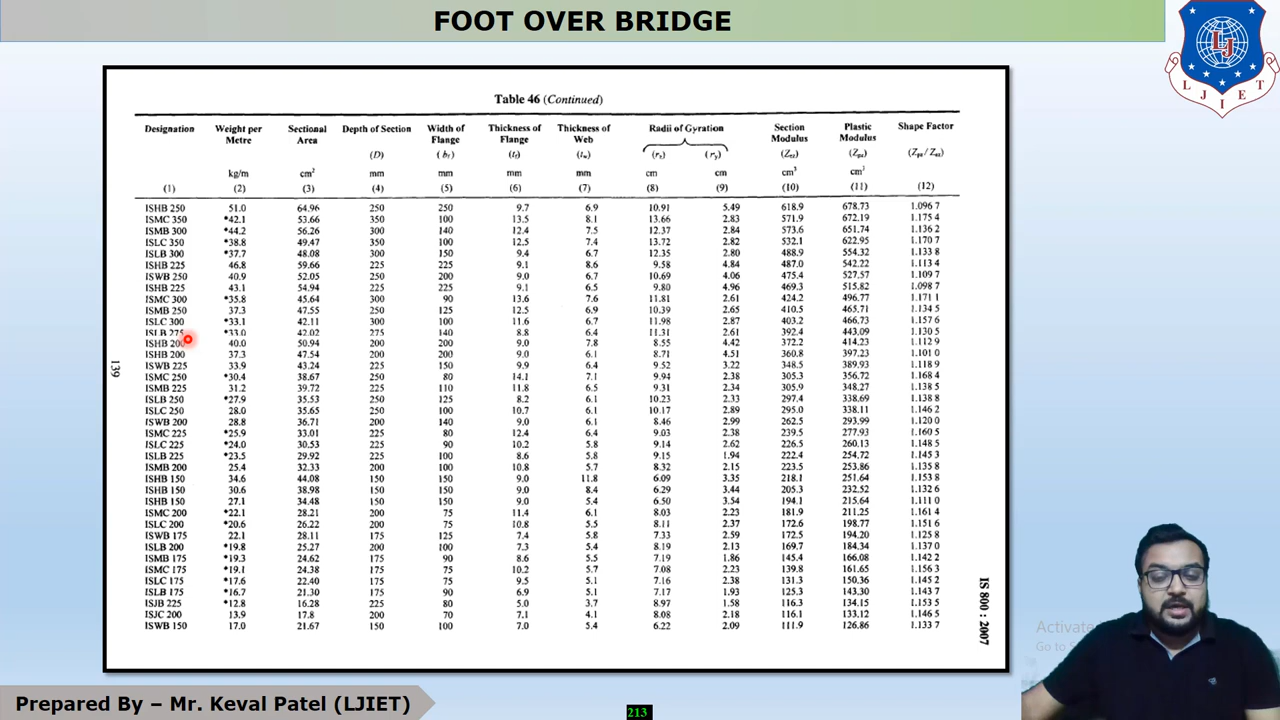 FOOT OVER BRIDGE
LJ
LJIET
Table 46 (Continued)
Designation Weight per Metre Sectional Area Depth of Section Width of Flange Thickness of Flange Thickness of Web Radii of Gyration Section Modulus Plastic Modulus Shape Factor
(D) (bf) (tf) (tw) (rz) (ry) (Zez) (Zpz) (Zpz/Zez)
kg/m cm² mm mm mm mm cm cm cm³ cm³
(1) (2) (3) (4) (5) (6) (7) (8) (9) (10) (11) (12)
ISHB 250 51.0 64.96 250 250 9.7 6.9 10.91 5.49 618.9 678.73 1.096 7
ISMC 350 *42.1 53.66 350 100 13.5 8.1 13.66 2.83 571.9 672.19 1.175 4
ISMB 300 *44.2 56.26 300 140 12.4 7.5 12.37 2.84 573.6 651.74 1.136 2
ISLC 350 *38.8 49.47 350 100 12.5 7.4 13.72 2.82 532.1 622.95 1.170 7
ISLB 300 *37.7 48.08 300 150 9.4 6.7 12.35 2.80 488.9 554.32 1.133 8
ISHB 225 46.8 59.66 225 225 9.1 8.6 9.58 4.84 487.0 542.22 1.113 4
ISWB 250 40.9 52.05 250 200 9.0 6.7 10.69 4.06 475.4 527.57 1.109 7
ISHB 225 43.1 54.94 225 225 9.1 6.5 9.80 4.96 469.3 515.82 1.098 7
ISMC 300 *35.8 45.64 300 90 13.6 7.6 11.81 2.61 424.2 496.77 1.171 1
ISMB 250 37.3 47.55 250 125 12.5 6.9 10.39 2.65 410.5 465.71 1.134 5
ISLC 300 *33.1 42.11 300 100 11.6 6.7 11.98 2.87 403.2 466.73 1.157 6
ISLB 275 *33.0 42.02 275 140 8.8 6.4 11.31 2.61 392.4 443.09 1.130 5
ISHB 200 40.0 50.94 200 200 9.0 7.8 8.55 4.42 372.2 414.23 1.112 9
ISHB 200 37.3 47.54 200 200 9.0 6.1 8.71 4.51 360.8 397.23 1.101 0
ISWB 225 33.9 43.24 225 150 9.9 6.4 9.52 3.22 348.5 389.93 1.118 9
ISMC 250 *30.4 38.67 250 80 14.1 7.1 9.94 2.38 305.3 356.72 1.168 4
ISMB 225 31.2 39.72 225 110 11.8 6.5 9.31 2.34 305.9 348.27 1.138 5
ISLB 250 *27.9 35.53 250 125 8.2 6.1 10.23 2.33 297.4 338.69 1.138 8
ISLC 250 28.0 35.65 250 100 10.7 6.1 10.17 2.89 295.0 338.11 1.146 2
ISWB 200 28.8 36.71 200 140 9.0 6.1 8.46 2.99 262.5 293.99 1.120 0
ISMC 225 *25.9 33.01 225 80 12.4 6.4 9.03 2.38 239.5 277.93 1.160 5
ISLC 225 *24.0 30.53 225 90 10.2 5.8 9.14 2.62 226.5 260.13 1.148 5
ISLB 225 *23.5 29.92 225 100 8.6 5.8 9.15 1.94 222.4 254.72 1.145 3
ISMB 200 25.4 32.33 200 100 10.8 5.7 8.32 2.15 223.5 253.86 1.135 8
ISHB 150 34.6 44.08 150 150 9.0 11.8 6.09 3.35 218.1 251.64 1.153 8
ISHB 150 30.6 38.98 150 150 9.0 8.4 6.29 3.44 205.3 232.52 1.132 6
ISHB 150 27.1 34.48 150 150 9.0 5.4 6.50 3.54 194.1 215.64 1.111 0
ISMC 200 *22.1 28.21 200 75 11.4 6.1 8.03 2.23 181.9 211.25 1.161 4
ISLC 200 *20.6 26.22 200 75 10.8 5.5 8.11 2.37 172.6 198.77 1.151 6
ISWB 175 22.1 28.11 175 125 7.4 5.8 7.33 2.59 172.5 194.20 1.125 8
ISLB 200 *19.8 25.27 200 100 7.3 5.4 8.19 2.13 169.7 184.34 1.137 0
ISMB 175 *19.3 24.62 175 90 8.6 5.5 7.19 1.86 145.4 166.08 1.142 2
ISMC 175 *19.1 24.38 175 75 10.2 5.7 7.08 2.23 139.8 161.65 1.156 3
ISLC 175 *17.6 22.40 175 75 9.5 5.1 7.16 2.38 131.3 150.36 1.145 2
ISLB 175 *16.7 21.30 175 90 6.9 5.1 7.17 1.93 125.3 143.30 1.143 7
ISJB 225 *12.8 16.28 225 80 5.0 3.7 8.97 1.58 116.3 134.15 1.153 5
ISJC 200 13.9 17.8 200 70 7.1 4.1 8.08 2.18 116.1 133.12 1.146 5
ISWB 150 17.0 21.67 150 100 7.0 5.4 6.22 2.09 111.9 126.86 1.133 7
139
IS 800 : 2007
Activate
Go to S
Prepared By – Mr. Keval Patel (LJIET)
213